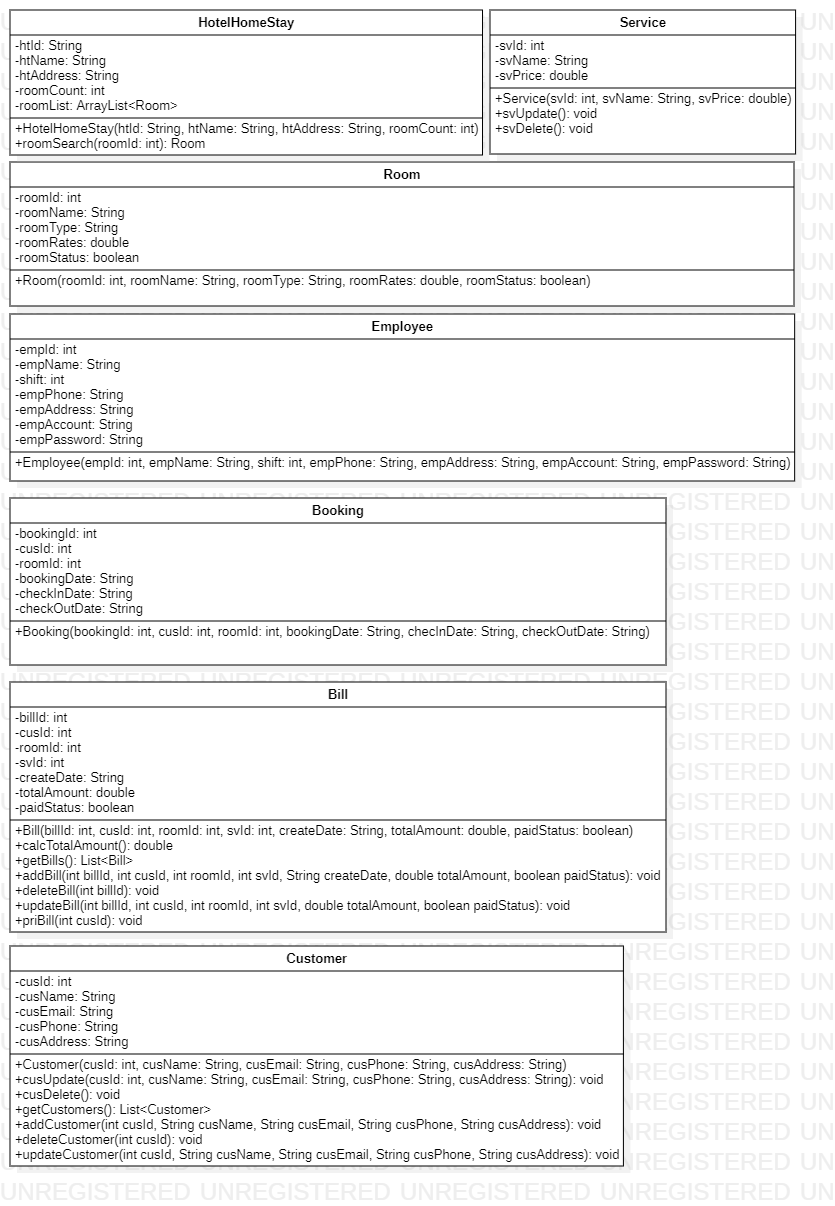 HotelHomeStay
-htId: String
-htName: String
-htAddress: String
-roomCount: int
-roomList: ArrayList<Room>
+HotelHomeStay(htId: String, htName: String, htAddress: String, roomCount: int)
+roomSearch(roomId: int): Room
Service
-svId: int
-svName: String
-svPrice: double
+Service(svId: int, svName: String, svPrice: double)
+svUpdate(): void
+svDelete(): void
Room
-roomId: int
-roomName: String
-roomType: String
-roomRates: double
-roomStatus: boolean
+Room(roomId: int, roomName: String, roomType: String, roomRates: double, roomStatus: boolean)
Employee
-empId: int
-empName: String
-shift: int
-empPhone: String
-empAddress: String
-empAccount: String
-empPassword: String
+Employee(empId: int, empName: String, shift: int, empPhone: String, empAddress: String, empAccount: String, empPassword: String)
Booking
-bookingId: int
-cusId: int
-roomId: int
-bookingDate: String
-checkInDate: String
-checkOutDate: String
+Booking(bookingId: int, cusId: int, roomId: int, bookingDate: String, checInDate: String, checkOutDate: String)
Bill
-billId: int
-cusId: int
-roomId: int
-svId: int
-createDate: String
-totalAmount: double
-paidStatus: boolean
+Bill(billId: int, cusId: int, roomId: int, svId: int, createDate: String, totalAmount: double, paidStatus: boolean)
+calcTotalAmount(): double
+getBills(): List<Bill>
+addBill(int billId, int cusId, int roomId, int svId, String createDate, double totalAmount, boolean paidStatus): void
+deleteBill(int billId): void
+updateBill(int billId, int cusId, int roomId, int svId, double totalAmount, boolean paidStatus): void
+priBill(int cusId): void
Customer
-cusId: int
-cusName: String
-cusEmail: String
-cusPhone: String
-cusAddress: String
+Customer(cusId: int, cusName: String, cusEmail: String, cusPhone: String, cusAddress: String)
+cusUpdate(cusId: int, cusName: String, cusEmail: String, cusPhone: String, cusAddress: String): void
+cusDelete(): void
+getCustomers(): List<Customer>
+addCustomer(int cusId, String cusName, String cusEmail, String cusPhone, String cusAddress): void
+deleteCustomer(int cusId): void
+updateCustomer(int cusId, String cusName, String cusEmail, String cusPhone, String cusAddress): void
UNREGISTERED UNREGISTERED UNREGISTERED UNREGISTERED UN